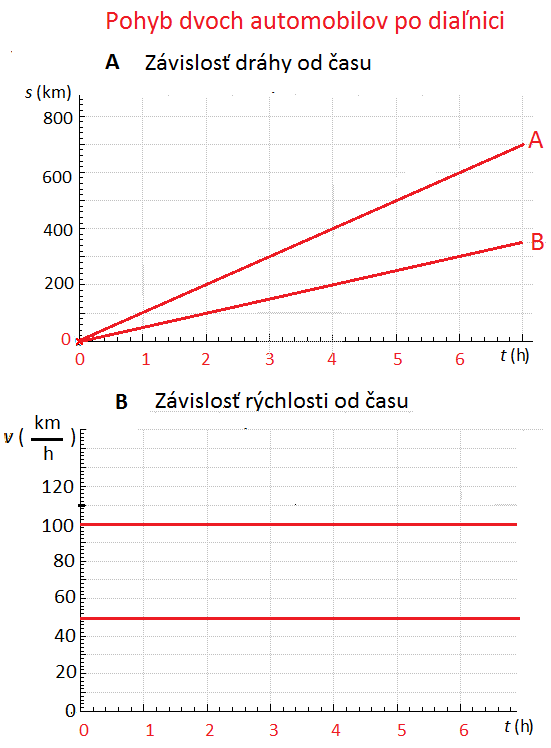 Pohyb dvoch automobilov po diaľnici
A Závislosť dráhy od času
s (km)
800
A
600
B
400
200
0
0 1 2 3 4 5 6 t (h)
B Závislosť rýchlosti od času
v ( km/h )
120
100
80
60
40
20
0
0 1 2 3 4 5 6 t (h)